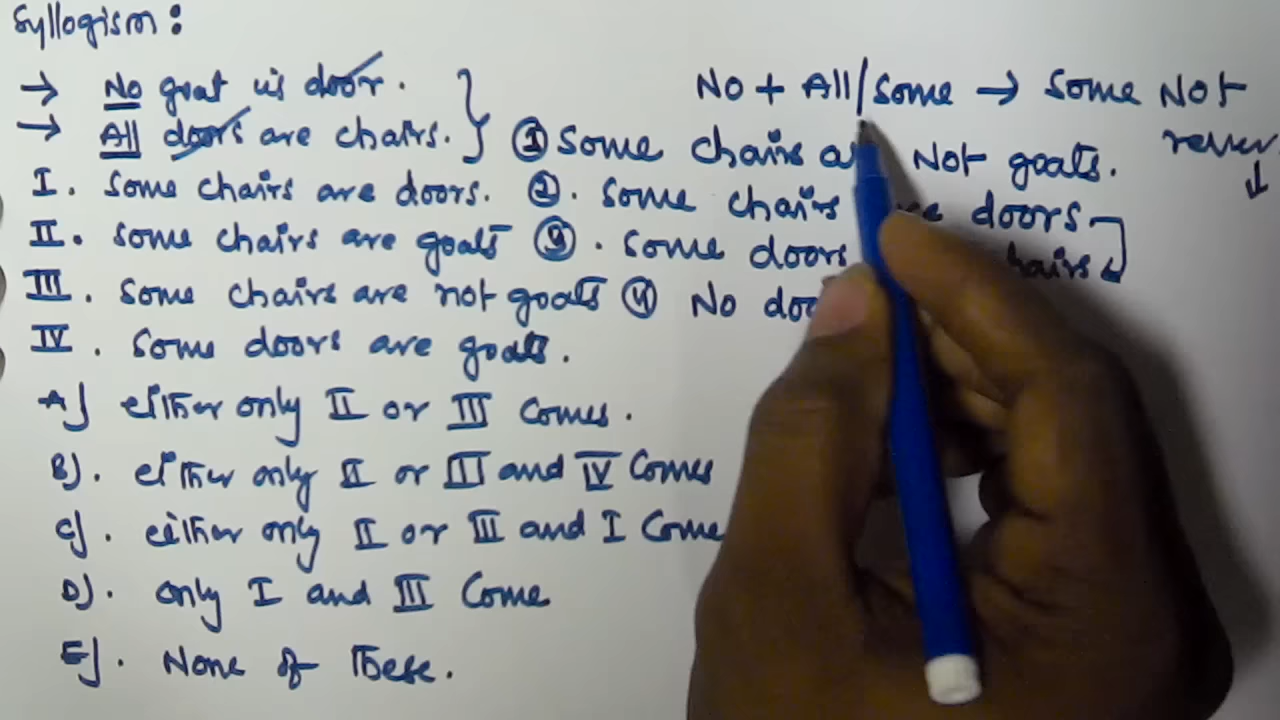 Syllogism :
→ No goat is door.
→ All doors are chairs.
I. Some chairs are doors.
II. Some chairs are goats
III. Some chairs are not goats
IV. Some doors are goats.
A) either only II or III comes.
B). either only II or III and IV Comes
C). either only II or III and I Come
D). only I and III Come
E). None of these.
No + All/Some → Some Not
① Some chairs Not goats.
②. Some chairs doors
③. Some doors chairs
④ No